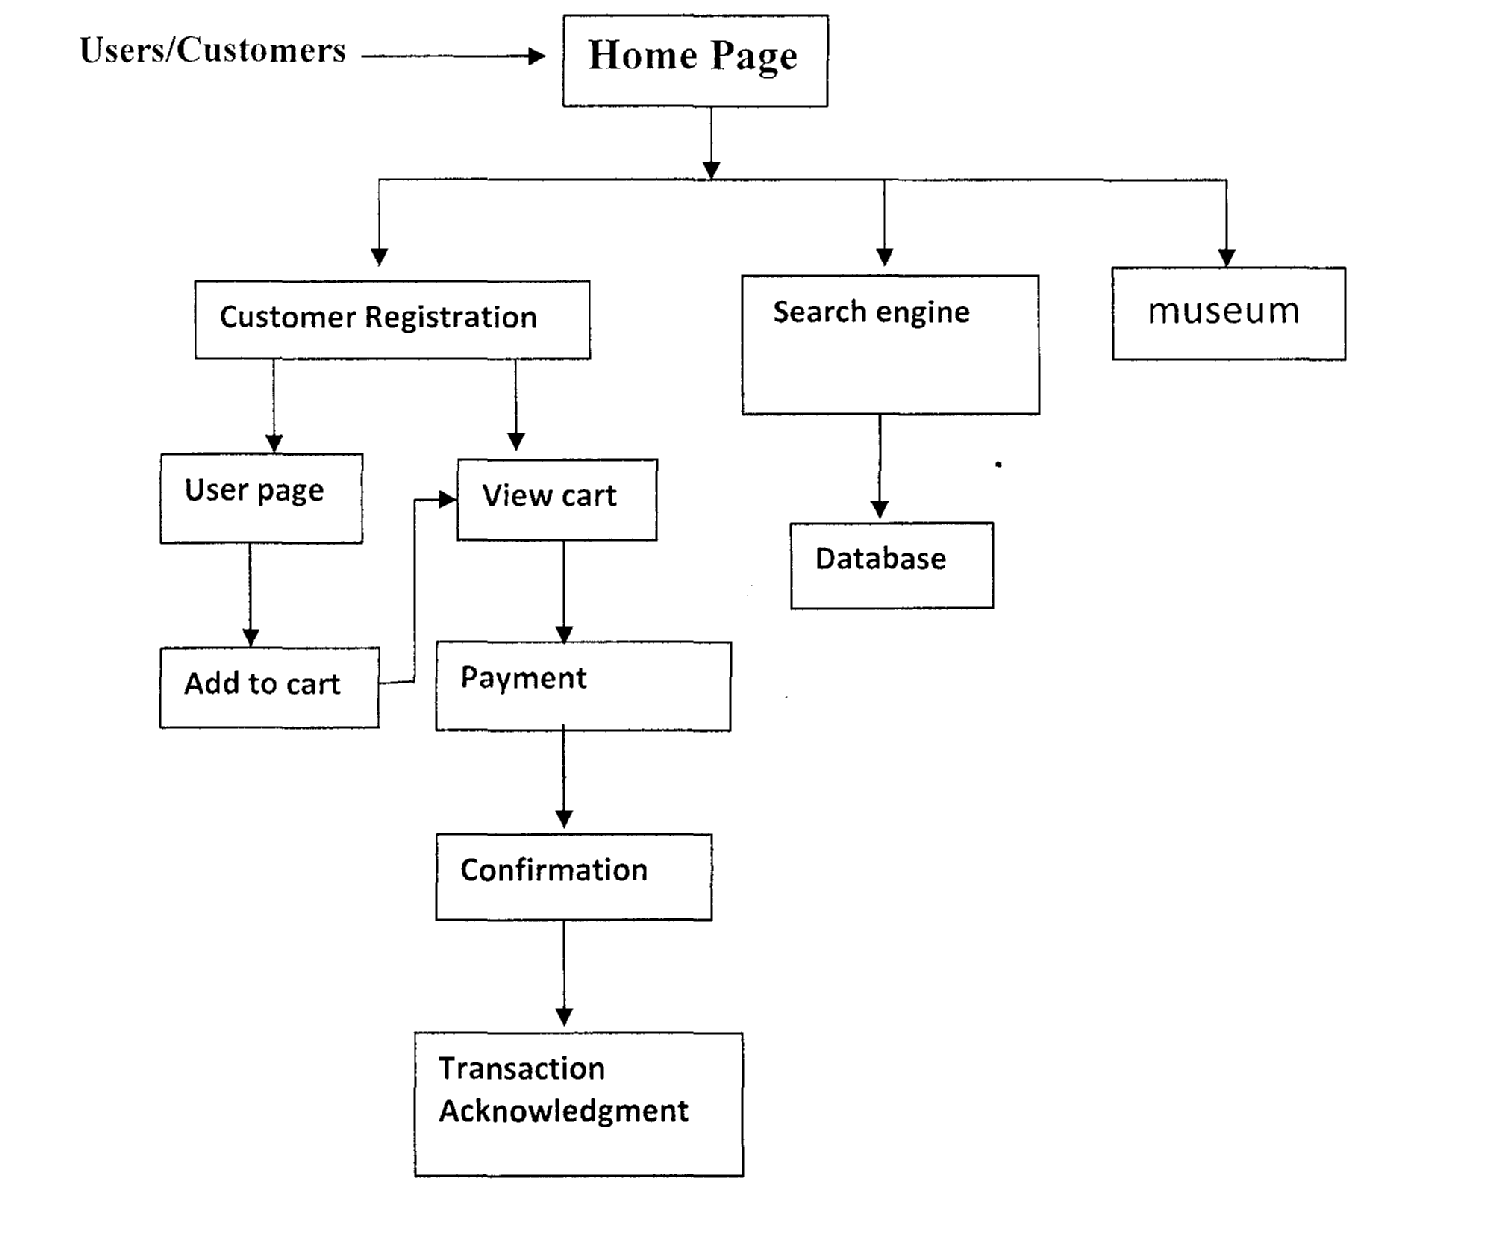 Users/Customers
Home Page
Customer Registration
Search engine
museum
User page
View cart
Database
Add to cart
Payment
Confirmation
Transaction
Acknowledgment